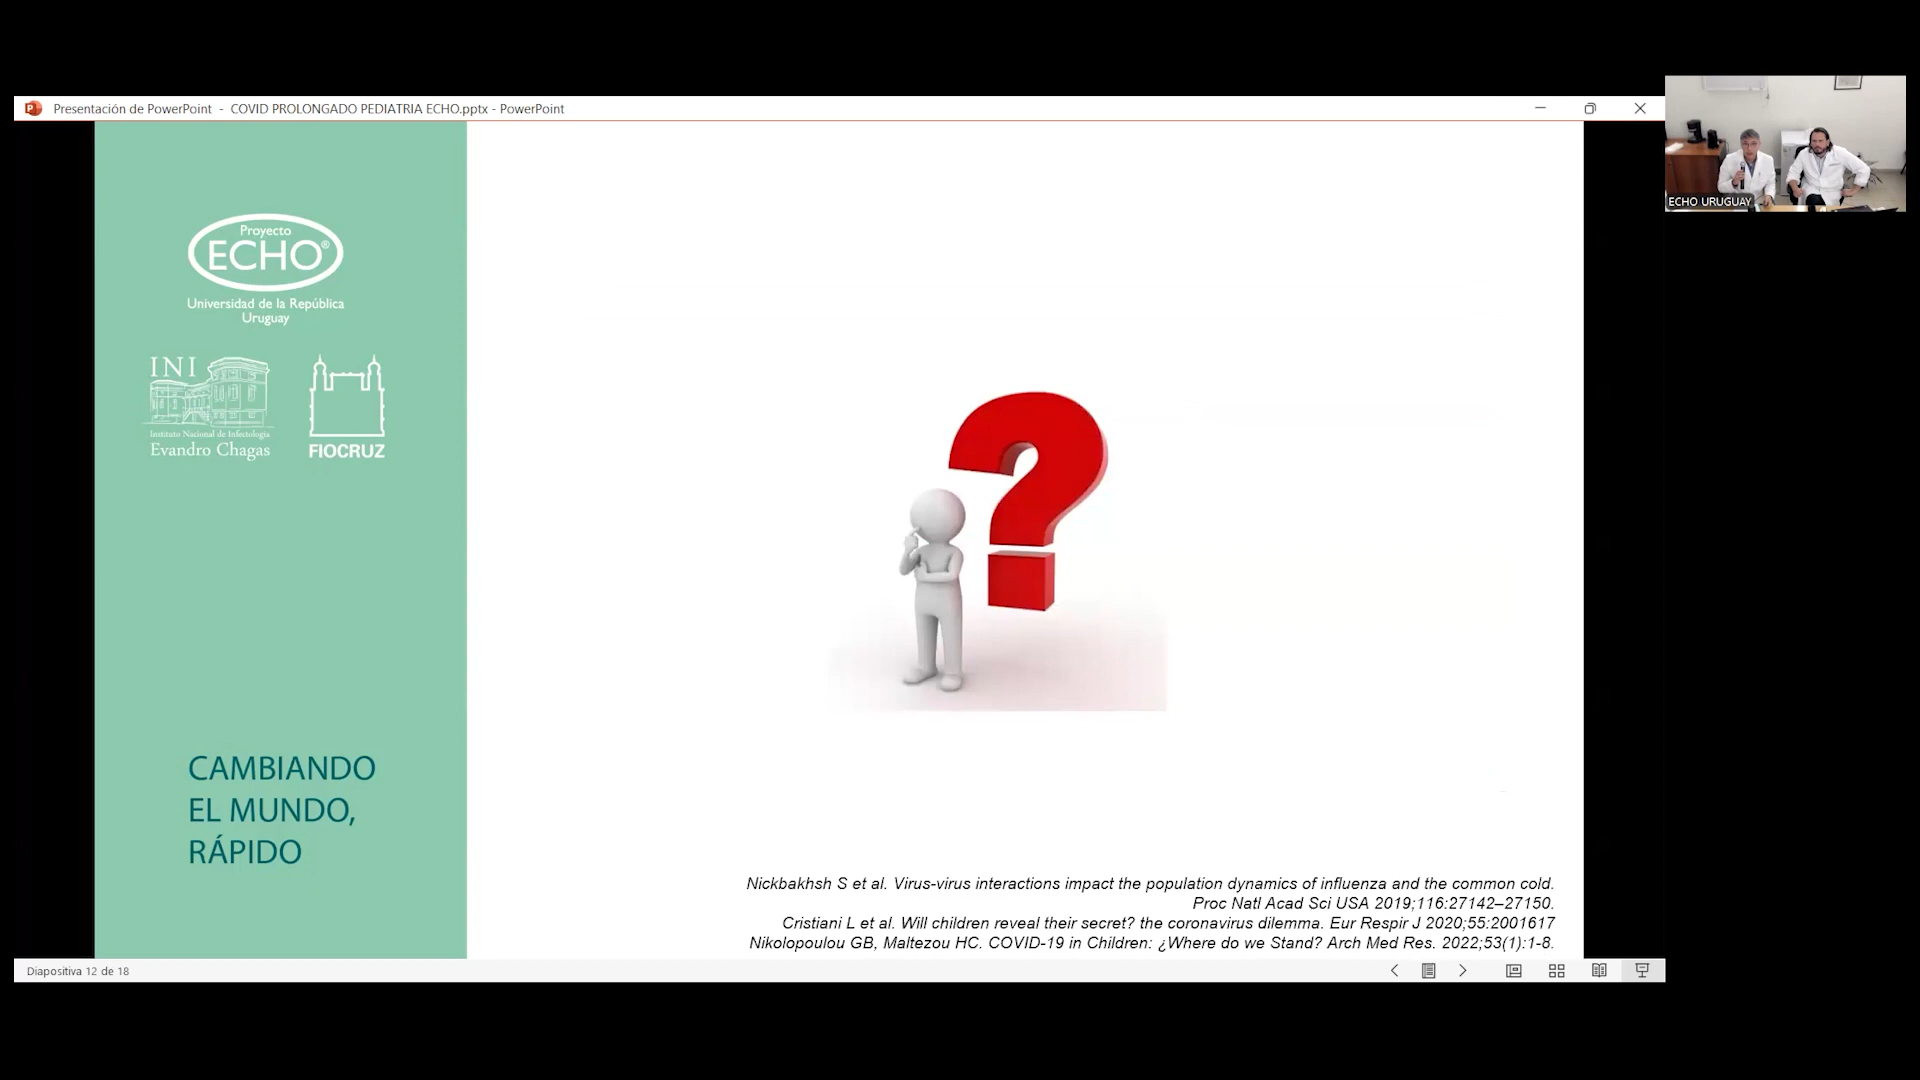 Presentación de PowerPoint - COVID PROLONGADO PEDIATRIA ECHO.pptx - PowerPoint
ECHO URUGUAY
Proyecto
ECHO®
Universidad de la República
Uruguay
INI
Instituto Nacional de Infectología
Evandro Chagas
FIOCRUZ
CAMBIANDO
EL MUNDO,
RÁPIDO
Nickbakhsh S et al. Virus-virus interactions impact the population dynamics of influenza and the common cold.
Proc Natl Acad Sci USA 2019;116:27142–27150.
Cristiani L et al. Will children reveal their secret? the coronavirus dilemma. Eur Respir J 2020;55:2001617
Nikolopoulou GB, Maltezou HC. COVID-19 in Children: ¿Where do we Stand? Arch Med Res. 2022;53(1):1-8.
Diapositiva 12 de 18